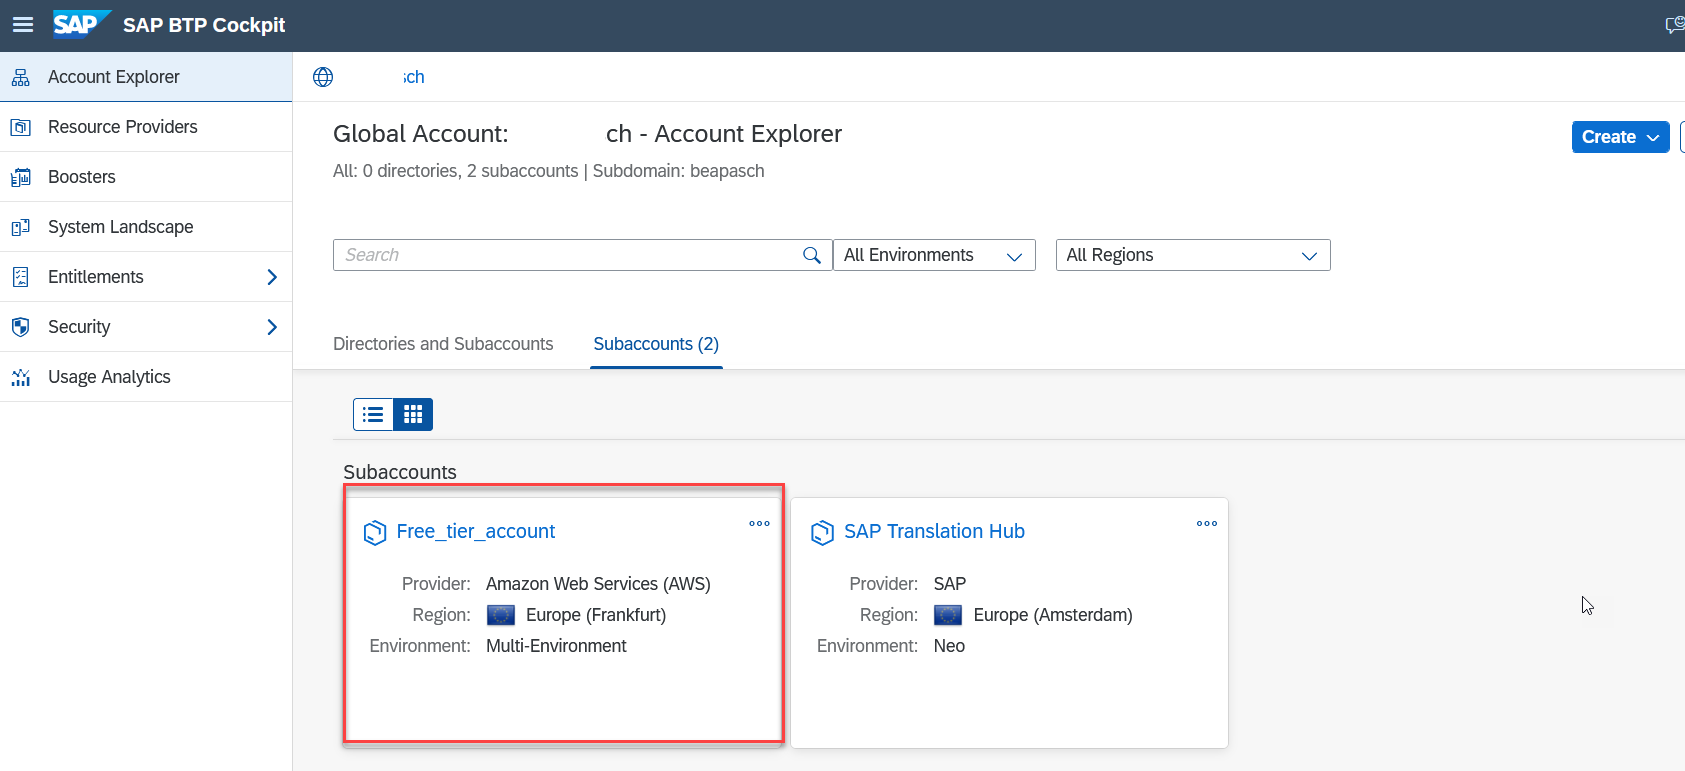 SAP SAP BTP Cockpit
Account Explorer
Resource Providers
Boosters
System Landscape
Entitlements
Security
Usage Analytics
ch
Global Account: ch - Account Explorer
All: 0 directories, 2 subaccounts | Subdomain: beapasch
Create
Search
All Environments
All Regions
Directories and Subaccounts
Subaccounts (2)
Subaccounts
Free_tier_account
Provider: Amazon Web Services (AWS)
Region: Europe (Frankfurt)
Environment: Multi-Environment
SAP Translation Hub
Provider: SAP
Region: Europe (Amsterdam)
Environment: Neo